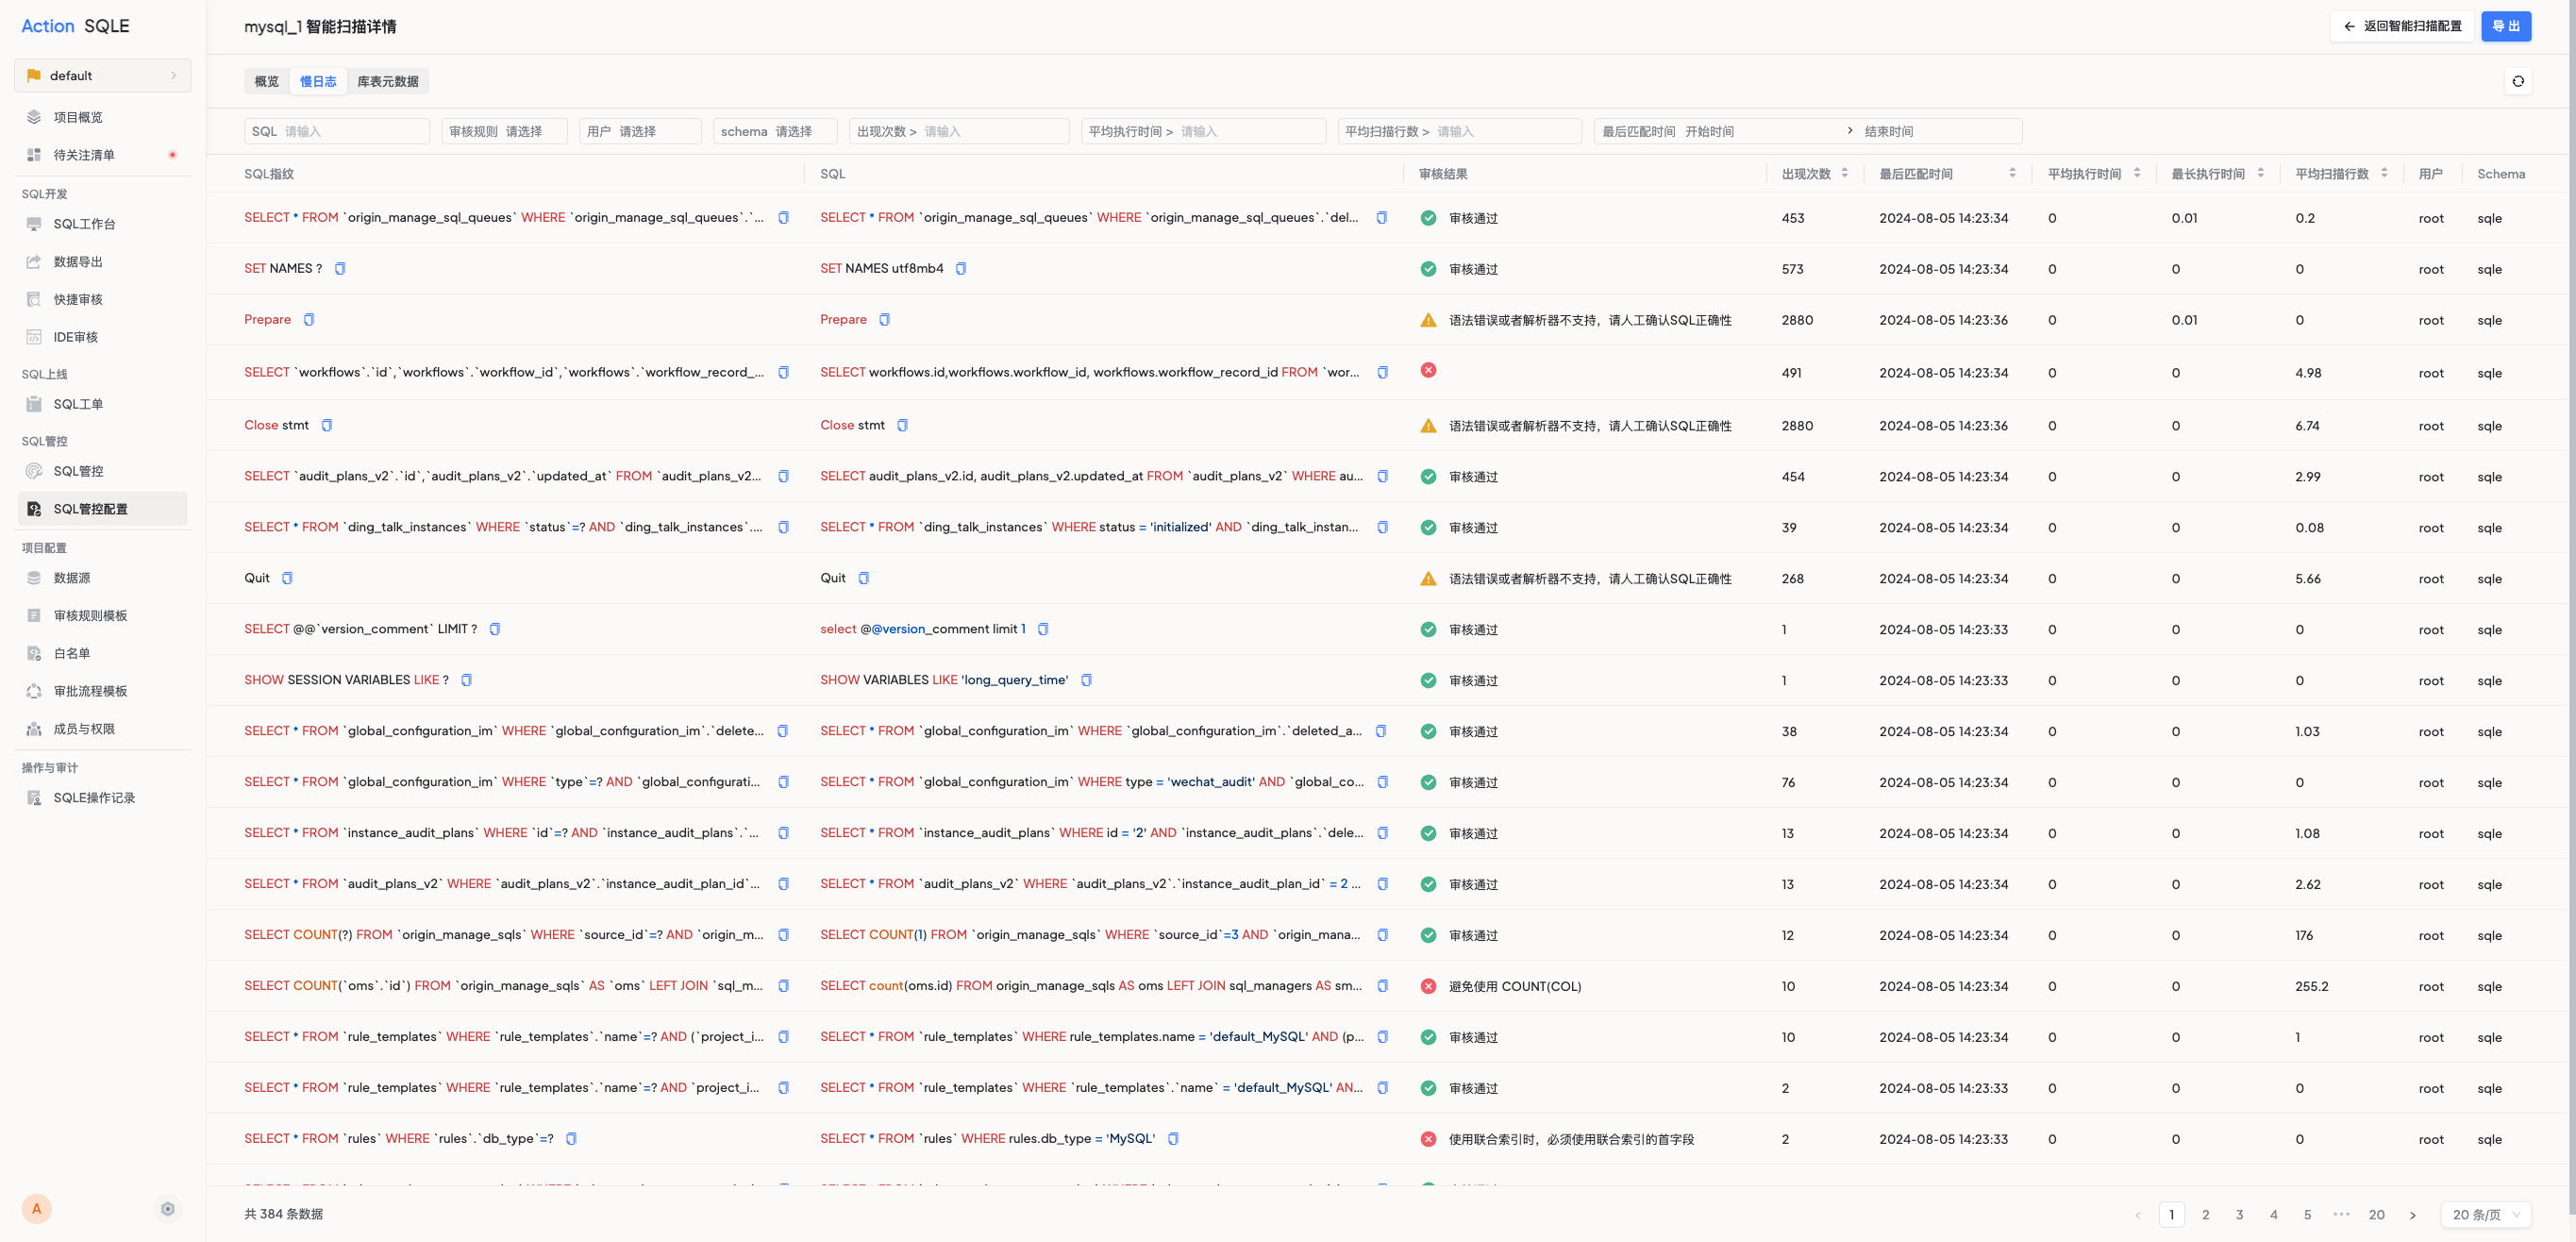 Action SQLE
default
项目概览
待关注清单
SQL开发
SQL工作台
数据导出
快捷审核
IDE审核
SQL上线
SQL工单
SQL管控
SQL管控
SQL管控配置
项目配置
数据源
审核规则模板
白名单
审批流程模板
成员与权限
操作与审计
SQLE操作记录
A
mysql_1 智能扫描详情
返回智能扫描配置 导 出
概览 慢日志 库表元数据
SQL 请输入 审核规则 请选择 用户 请选择 schema 请选择 出现次数 > 请输入 平均执行时间 > 请输入 平均扫描行数 > 请输入 最后匹配时间 开始时间 结束时间
SQL指纹 SQL 审核结果 出现次数 最后匹配时间 平均执行时间 最长执行时间 平均扫描行数 用户 Schema
SELECT * FROM `origin_manage_sql_queues` WHERE `origin_manage_sql_queues`.`... SELECT * FROM `origin_manage_sql_queues` WHERE `origin_manage_sql_queues`.`del... 审核通过 453 2024-08-05 14:23:34 0 0.01 0.2 root sqle
SET NAMES ? SET NAMES utf8mb4 审核通过 573 2024-08-05 14:23:34 0 0 0 root sqle
Prepare Prepare 语法错误或者解析器不支持，请人工确认SQL正确性 2880 2024-08-05 14:23:36 0 0.01 0 root sqle
SELECT `workflows`.`id`,`workflows`.`workflow_id`,`workflows`.`workflow_record_... SELECT workflows.id,workflows.workflow_id, workflows.workflow_record_id FROM `wor... 491 2024-08-05 14:23:34 0 0 4.98 root sqle
Close stmt Close stmt 语法错误或者解析器不支持，请人工确认SQL正确性 2880 2024-08-05 14:23:36 0 0 6.74 root sqle
SELECT `audit_plans_v2`.`id`,`audit_plans_v2`.`updated_at` FROM `audit_plans_v2... SELECT audit_plans_v2.id, audit_plans_v2.updated_at FROM `audit_plans_v2` WHERE au... 审核通过 454 2024-08-05 14:23:34 0 0 2.99 root sqle
SELECT * FROM `ding_talk_instances` WHERE `status`=? AND `ding_talk_instances`.... SELECT * FROM `ding_talk_instances` WHERE status = 'initialized' AND `ding_talk_instan... 审核通过 39 2024-08-05 14:23:34 0 0 0.08 root sqle
Quit Quit 语法错误或者解析器不支持，请人工确认SQL正确性 268 2024-08-05 14:23:34 0 0 5.66 root sqle
SELECT @@`version_comment` LIMIT ? select @@version_comment limit 1 审核通过 1 2024-08-05 14:23:33 0 0 0 root sqle
SHOW SESSION VARIABLES LIKE ? SHOW VARIABLES LIKE 'long_query_time' 审核通过 1 2024-08-05 14:23:33 0 0 0 root sqle
SELECT * FROM `global_configuration_im` WHERE `global_configuration_im`.`delete... SELECT * FROM `global_configuration_im` WHERE `global_configuration_im`.`deleted_a... 审核通过 38 2024-08-05 14:23:34 0 0 1.03 root sqle
SELECT * FROM `global_configuration_im` WHERE `type`=? AND `global_configurati... SELECT * FROM `global_configuration_im` WHERE type = 'wechat_audit' AND `global_co... 审核通过 76 2024-08-05 14:23:34 0 0 0 root sqle
SELECT * FROM `instance_audit_plans` WHERE `id`=? AND `instance_audit_plans`.`... SELECT * FROM `instance_audit_plans` WHERE id = '2' AND `instance_audit_plans`.`dele... 审核通过 13 2024-08-05 14:23:34 0 0 1.08 root sqle
SELECT * FROM `audit_plans_v2` WHERE `audit_plans_v2`.`instance_audit_plan_id`... SELECT * FROM `audit_plans_v2` WHERE `audit_plans_v2`.`instance_audit_plan_id` = 2 ... 审核通过 13 2024-08-05 14:23:34 0 0 2.62 root sqle
SELECT COUNT(?) FROM `origin_manage_sqls` WHERE `source_id`=? AND `origin_m... SELECT COUNT(1) FROM `origin_manage_sqls` WHERE `source_id`=3 AND `origin_mana... 审核通过 12 2024-08-05 14:23:34 0 0 176 root sqle
SELECT COUNT(`oms`.`id`) FROM `origin_manage_sqls` AS `oms` LEFT JOIN `sql_m... SELECT count(oms.id) FROM origin_manage_sqls AS oms LEFT JOIN sql_managers AS sm... 避免使用 COUNT(COL) 10 2024-08-05 14:23:34 0 0 255.2 root sqle
SELECT * FROM `rule_templates` WHERE `rule_templates`.`name`=? AND (`project_i... SELECT * FROM `rule_templates` WHERE rule_templates.name = 'default_MySQL' AND (p... 审核通过 10 2024-08-05 14:23:34 0 0 1 root sqle
SELECT * FROM `rule_templates` WHERE `rule_templates`.`name`=? AND `project_i... SELECT * FROM `rule_templates` WHERE `rule_templates`.`name` = 'default_MySQL' AN... 审核通过 2 2024-08-05 14:23:33 0 0 0 root sqle
SELECT * FROM `rules` WHERE `rules`.`db_type`=? SELECT * FROM `rules` WHERE rules.db_type = 'MySQL' 使用联合索引时，必须使用联合索引的首字段 2 2024-08-05 14:23:33 0 0 0 root sqle
共 384 条数据 1 2 3 4 5 ••• 20 20 条/页